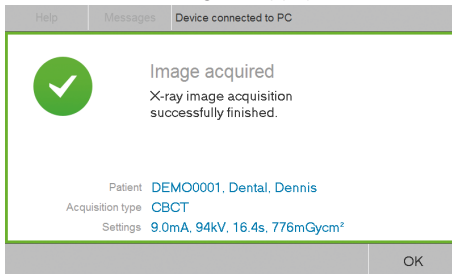 Help Messages Device connected to PC
Image acquired
X-ray image acquisition
successfully finished.
Patient DEMO0001, Dental, Dennis
Acquisition type CBCT
Settings 9.0mA, 94kV, 16.4s, 776mGycm²
OK